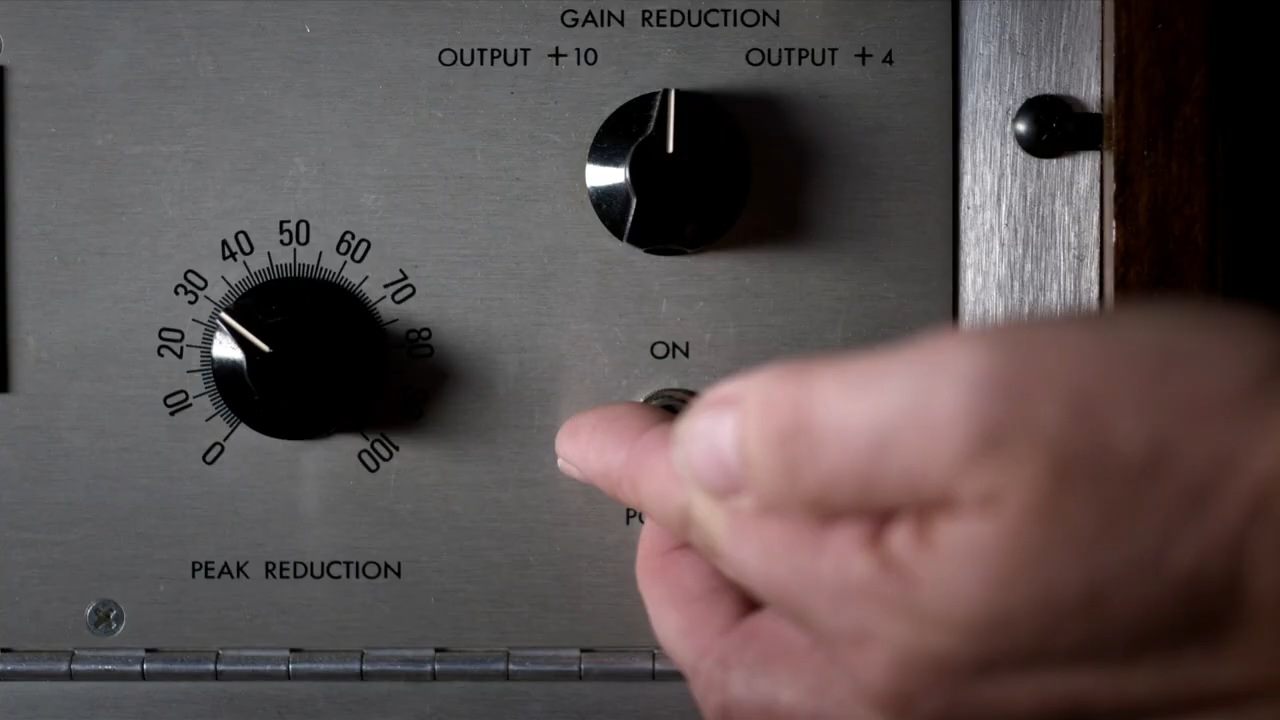 GAIN REDUCTION
OUTPUT +10 OUTPUT +4
0 10 20 30 40 50 60 70 80 100
ON
PEAK REDUCTION